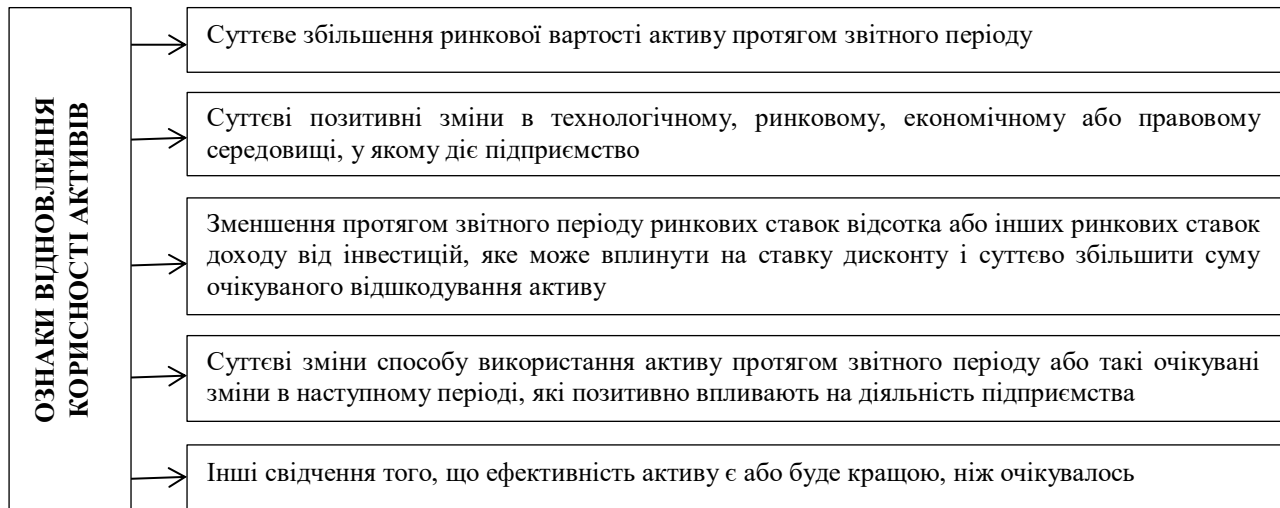 ОЗНАКИ ВІДНОВЛЕННЯ
КОРИСНОСТІ АКТИВІВ
Суттєве збільшення ринкової вартості активу протягом звітного періоду
Суттєві позитивні зміни в технологічному, ринковому, економічному або правовому
середовищі, у якому діє підприємство
Зменшення протягом звітного періоду ринкових ставок відсотка або інших ринкових ставок
доходу від інвестицій, яке може вплинути на ставку дисконту і суттєво збільшити суму
очікуваного відшкодування активу
Суттєві зміни способу використання активу протягом звітного періоду або такі очікувані
зміни в наступному періоді, які позитивно впливають на діяльність підприємства
Інші свідчення того, що ефективність активу є або буде кращою, ніж очікувалось